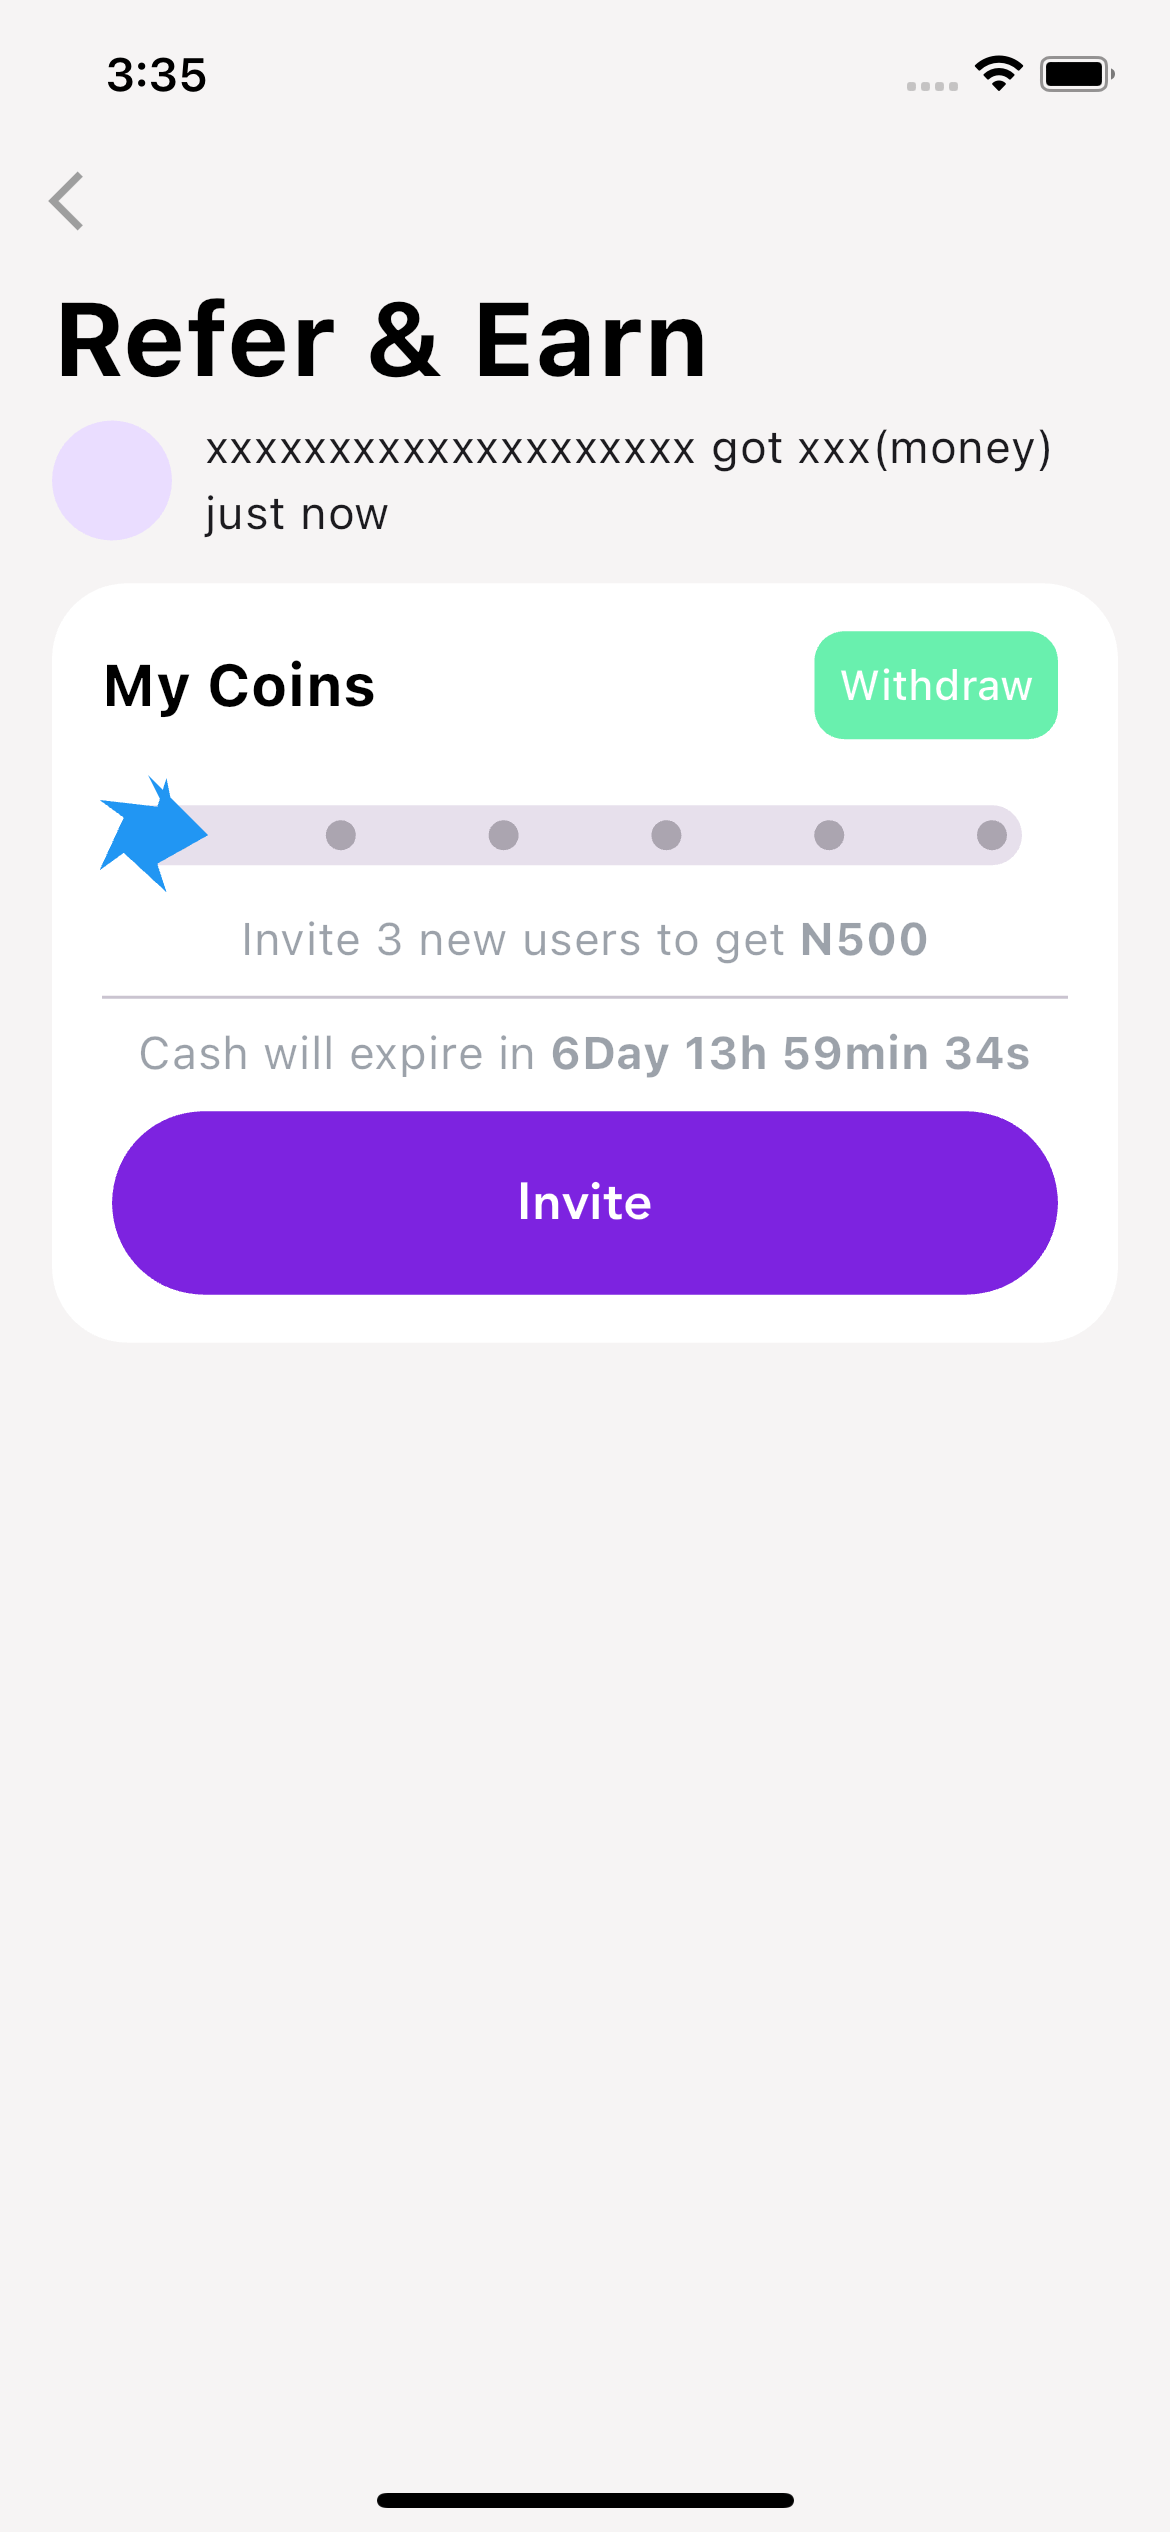 3:35
Refer & Earn
xxxxxxxxxxxxxxxxxxxx got xxx(money)
just now
My Coins
Withdraw
Invite 3 new users to get N500
Cash will expire in 6Day 13h 59min 34s
Invite